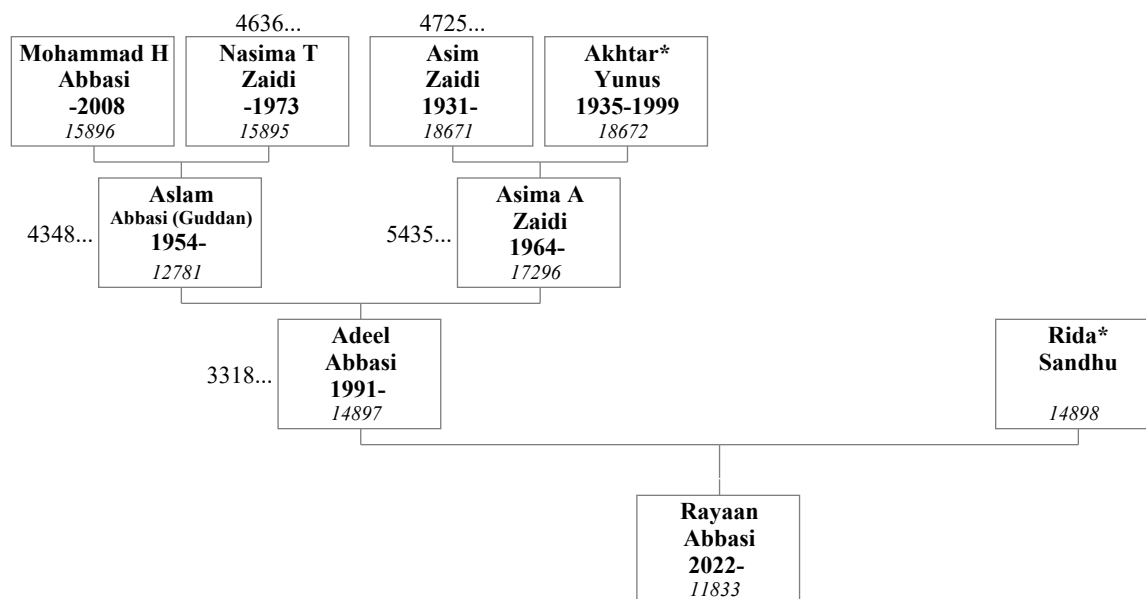 4636...
4725...
Mohammad H
Abbasi
-2008
15896
Nasima T
Zaidi
-1973
15895
Asim
Zaidi
1931-
18671
Akhtar*
Yunus
1935-1999
18672
4348...
Aslam
Abbasi (Guddan)
1954-
12781
5435...
Asima A
Zaidi
1964-
17296
3318...
Adeel
Abbasi
1991-
14897
Rida*
Sandhu
14898
Rayaan
Abbasi
2022-
11833